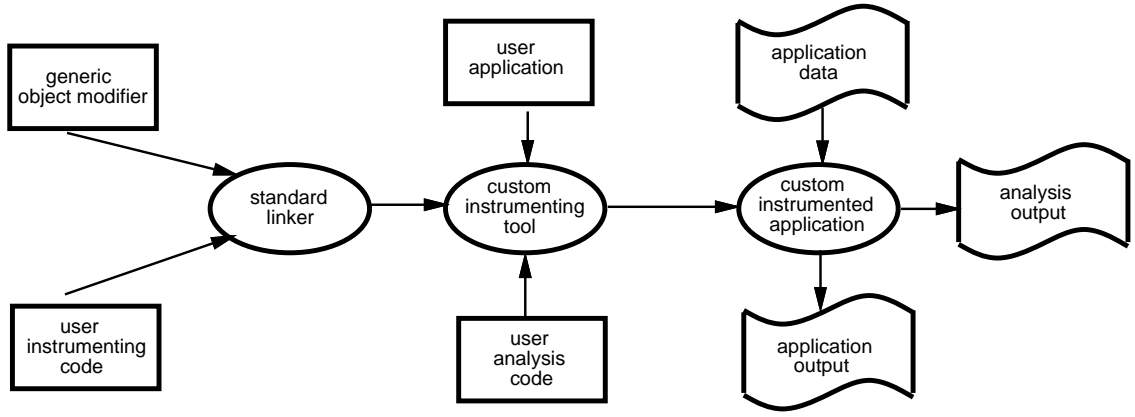 generic
object modifier
user
application
application
data
standard
linker
custom
instrumenting
tool
custom
instrumented
application
analysis
output
user
instrumenting
code
user
analysis
code
application
output